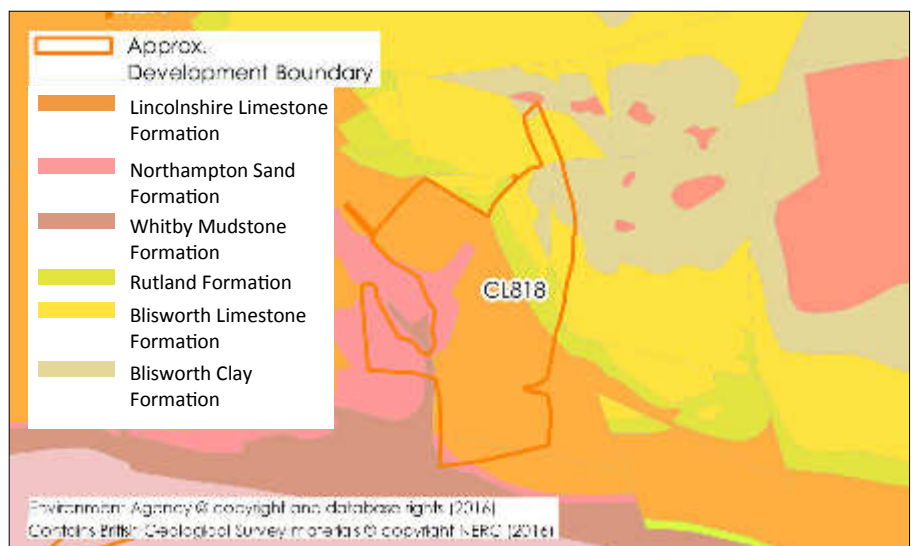 Approx.
Development Boundary
Lincolnshire Limestone
Formation
Northampton Sand
Formation
Whitby Mudstone
Formation
Rutland Formation
Blisworth Limestone
Formation
Blisworth Clay
Formation
CL818
Environment Agency © copyright and database rights (2016)
Contains British Geological Survey materials © copyright NERC (2016)